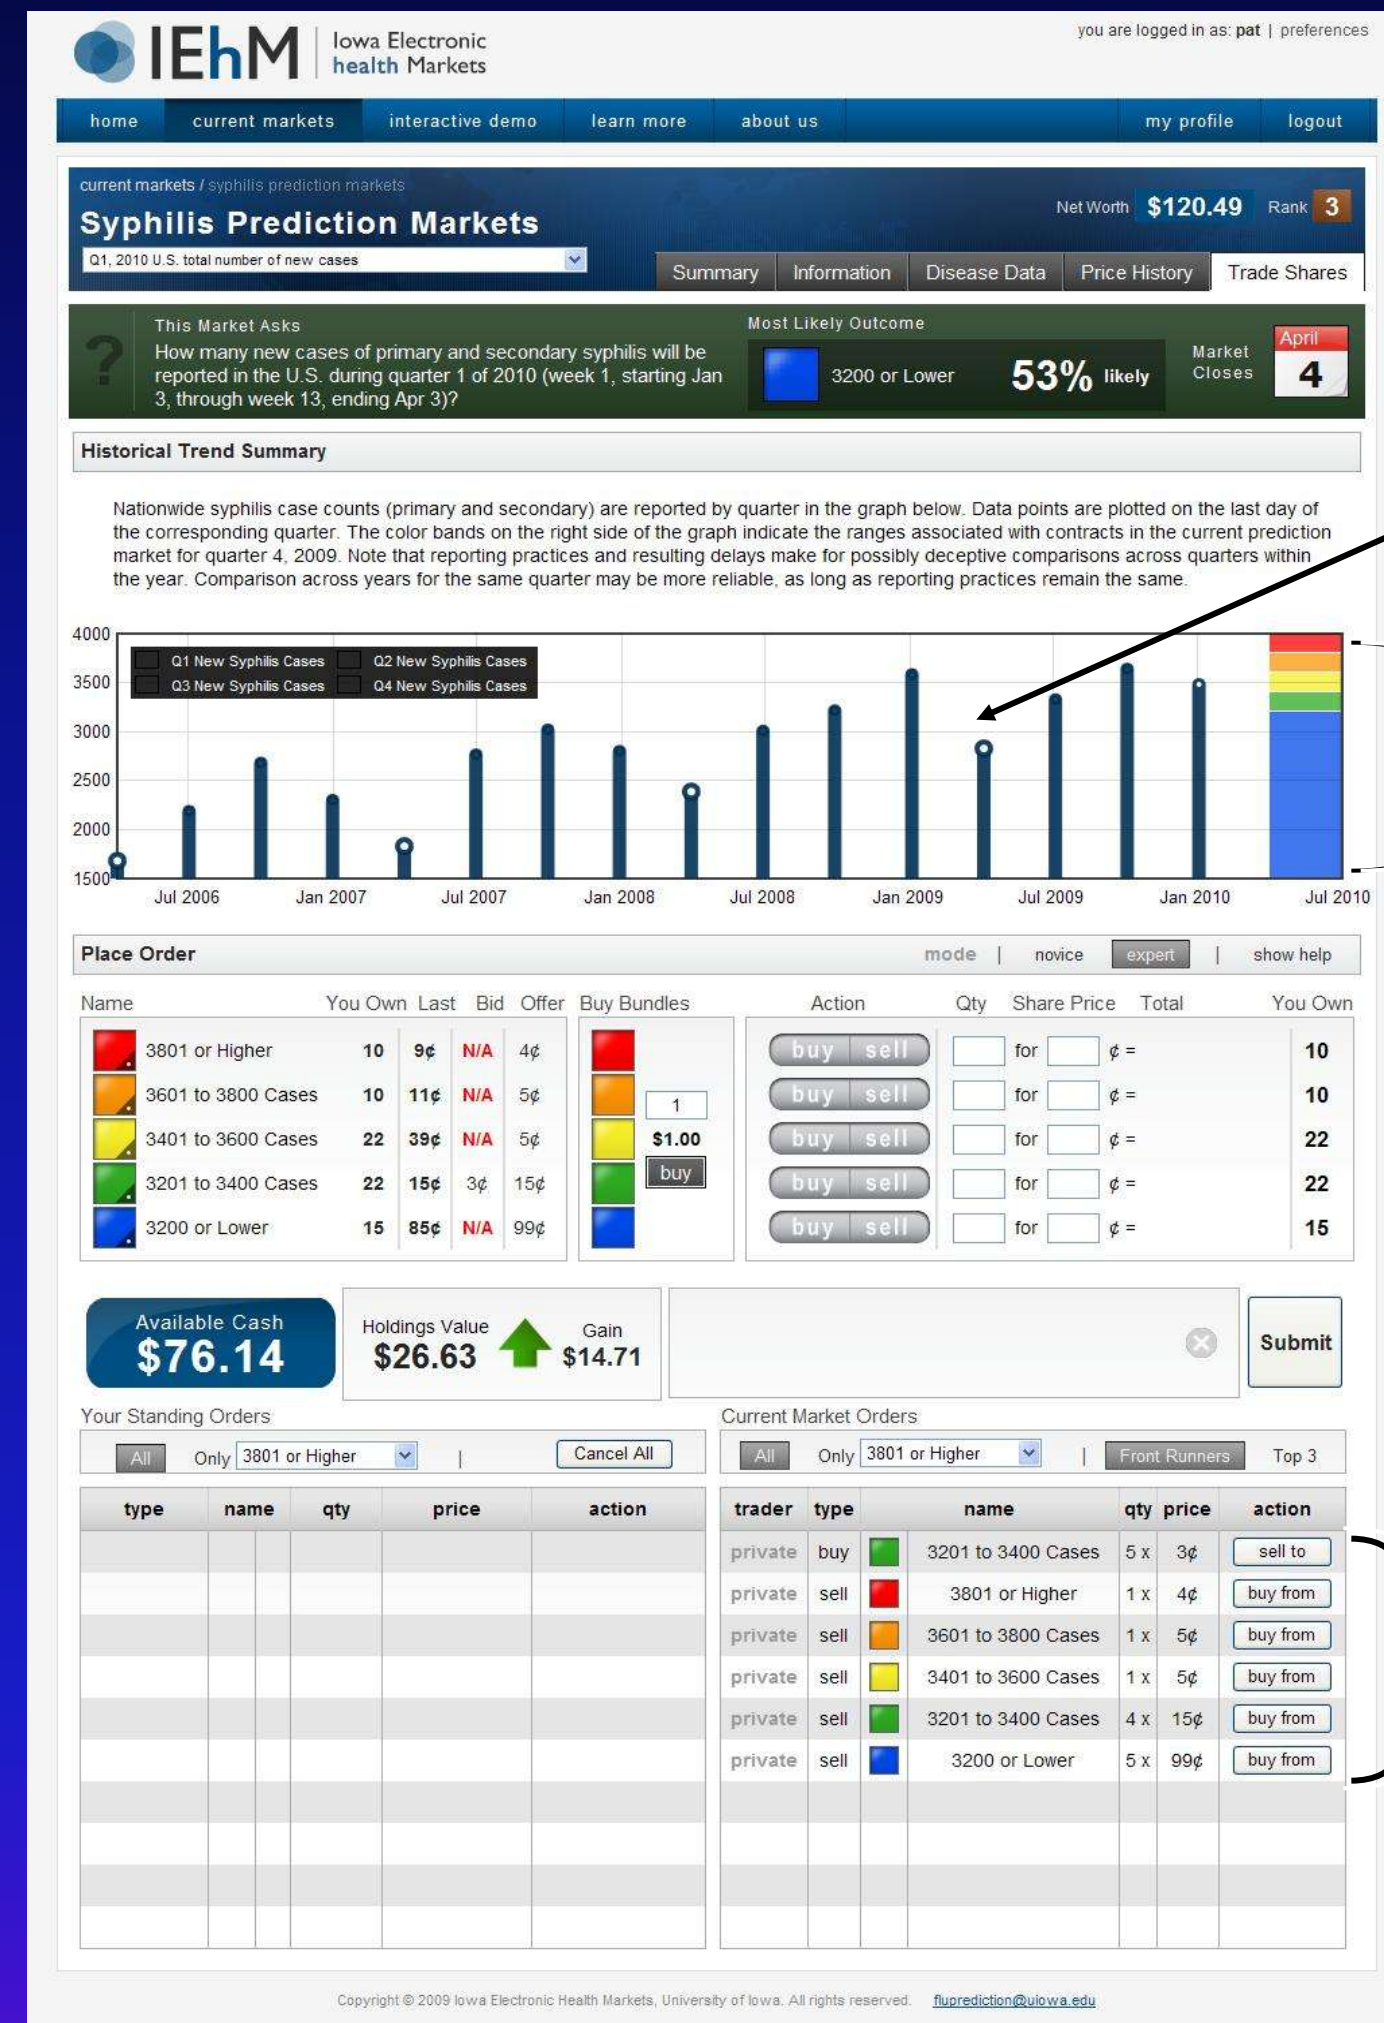 IEhM
Iowa Electronic
health Markets
you are logged in as: pat | preferences
home current markets interactive demo learn more about us my profile logout
current markets / syphilis prediction markets
Syphilis Prediction Markets
Net Worth $120.49 Rank 3
Q1, 2010 U.S. total number of new cases
Summary Information Disease Data Price History Trade Shares
?
This Market Asks
How many new cases of primary and secondary syphilis will be
reported in the U.S. during quarter 1 of 2010 (week 1, starting Jan
3, through week 13, ending Apr 3)?
Most Likely Outcome
3200 or Lower 53% likely
Market
Closes
April
4
Historical Trend Summary
Nationwide syphilis case counts (primary and secondary) are reported by quarter in the graph below. Data points are plotted on the last day of
the corresponding quarter. The color bands on the right side of the graph indicate the ranges associated with contracts in the current prediction
market for quarter 4, 2009. Note that reporting practices and resulting delays make for possibly deceptive comparisons across quarters within
the year. Comparison across years for the same quarter may be more reliable, as long as reporting practices remain the same.
4000
3500
3000
2500
2000
1500
Q1 New Syphilis Cases Q2 New Syphilis Cases
Q3 New Syphilis Cases Q4 New Syphilis Cases
Jul 2006 Jan 2007 Jul 2007 Jan 2008 Jul 2008 Jan 2009 Jul 2009 Jan 2010 Jul 2010
Place Order
mode | novice expert | show help
Name You Own Last Bid Offer Buy Bundles Action Qty Share Price Total You Own
3801 or Higher 10 9¢ N/A 4¢ buy sell for ¢ = 10
3601 to 3800 Cases 10 11¢ N/A 5¢ 1 buy sell for ¢ = 10
3401 to 3600 Cases 22 39¢ N/A 5¢ $1.00 buy sell for ¢ = 22
3201 to 3400 Cases 22 15¢ 3¢ 15¢ buy buy sell for ¢ = 22
3200 or Lower 15 85¢ N/A 99¢ buy sell for ¢ = 15
Available Cash
$76.14
Holdings Value
$26.63
Gain
$14.71
Submit
Your Standing Orders
All Only 3801 or Higher | Cancel All
type name qty price action
Current Market Orders
All Only 3801 or Higher | Front Runners Top 3
trader type name qty price action
private buy 3201 to 3400 Cases 5 x 3¢ sell to
private sell 3801 or Higher 1 x 4¢ buy from
private sell 3601 to 3800 Cases 1 x 5¢ buy from
private sell 3401 to 3600 Cases 1 x 5¢ buy from
private sell 3201 to 3400 Cases 4 x 15¢ buy from
private sell 3200 or Lower 5 x 99¢ buy from
Copyright © 2009 Iowa Electronic Health Markets, University of Iowa. All rights reserved. fluprediction@uiowa.edu